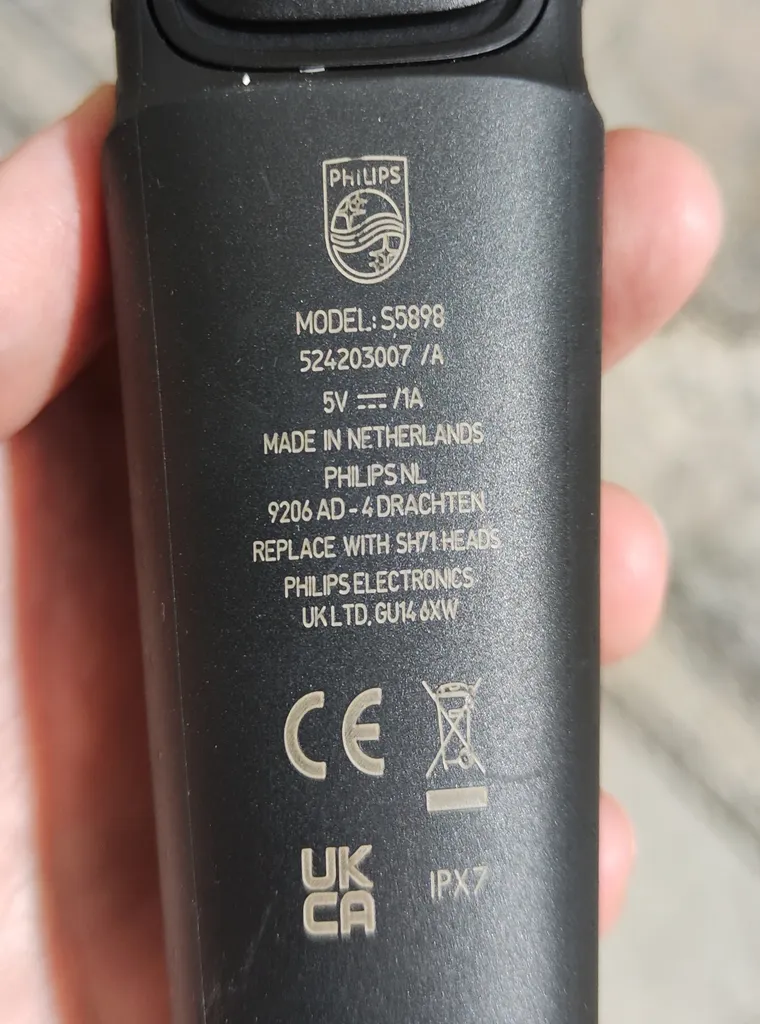 PHILIPS
MODEL: S5898
524203007 /A
5V ⎓ /1A
MADE IN NETHERLANDS
PHILIPS NL
9206 AD - 4 DRACHTEN
REPLACE WITH SH71 HEADS
PHILIPS ELECTRONICS
UK LTD, GU14 6XW
CE
UK
CA
IPX7